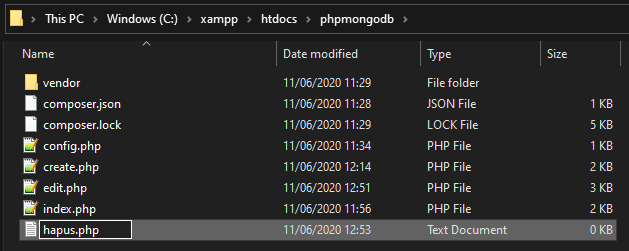 This PC > Windows (C:) > xampp > htdocs > phpmongodb >
Name Date modified Type Size
vendor 11/06/2020 11:29 File folder
composer.json 11/06/2020 11:28 JSON File 1 KB
composer.lock 11/06/2020 11:29 LOCK File 5 KB
config.php 11/06/2020 11:34 PHP File 1 KB
create.php 11/06/2020 12:14 PHP File 2 KB
edit.php 11/06/2020 12:51 PHP File 3 KB
index.php 11/06/2020 11:56 PHP File 2 KB
hapus.php 11/06/2020 12:53 Text Document 0 KB